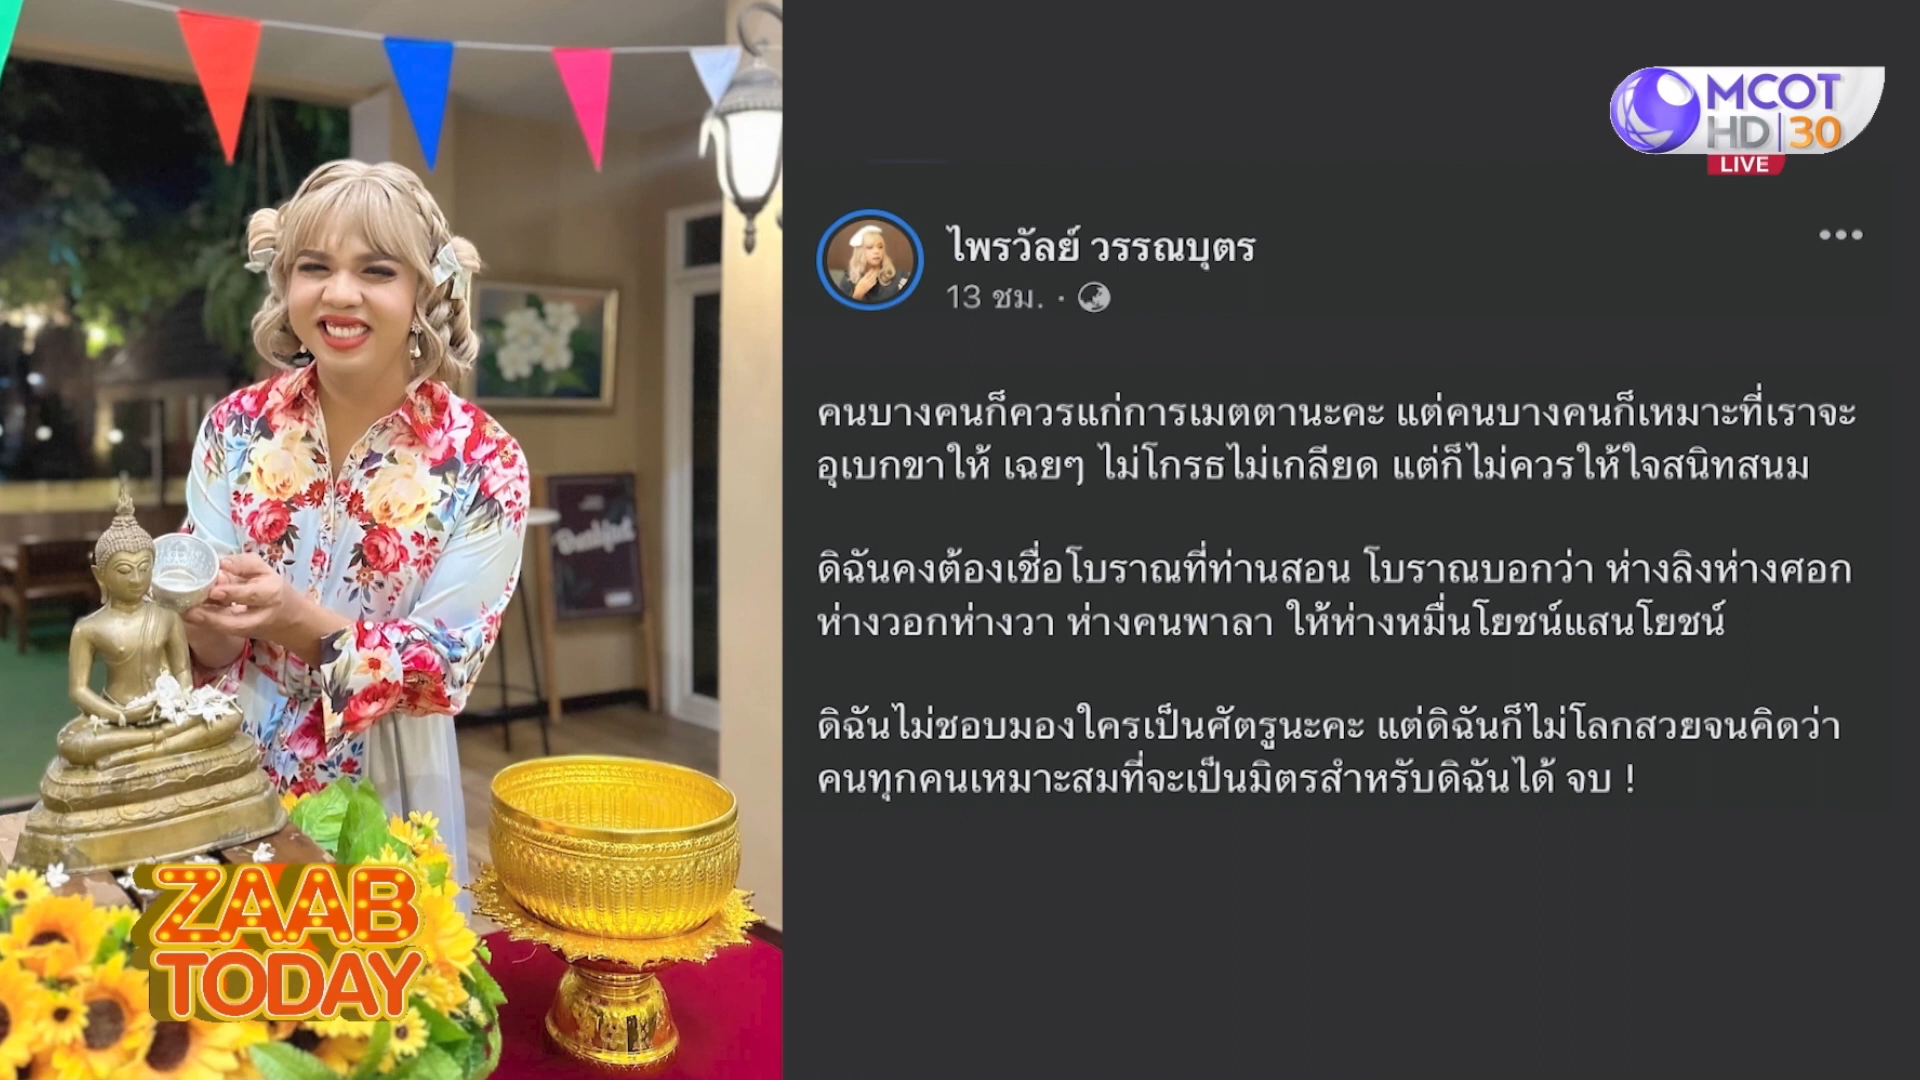 MCOT
HD 30
LIVE
ไพรวัลย์ วรรณบุตร
13 ชม. ·
คนบางคนก็ควรแก่การเมตตานะคะ แต่คนบางคนก็เหมาะที่เราจะ
อุเบกขาให้ เฉยๆ ไม่โกรธไม่เกลียด แต่ก็ไม่ควรให้ใจสนิทสนม
ดิฉันคงต้องเชื่อโบราณที่ท่านสอน โบราณบอกว่า ห่างลิงห่างศอก
ห่างวอกห่างวา ห่างคนพาลา ให้ห่างหมื่นโยชน์แสนโยชน์
ดิฉันไม่ชอบมองใครเป็นศัตรูนะคะ แต่ดิฉันก็ไม่โลกสวยจนคิดว่า
คนทุกคนเหมาะสมที่จะเป็นมิตรสำหรับดิฉันได้ จบ !
ZAAB
TODAY